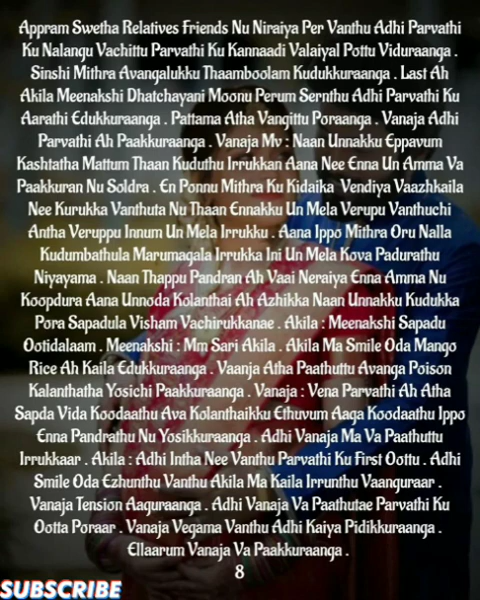 Appram Swetha Relatives Friends Nu Niraiya Per Vanthu Adhi Parvathi
Ku Nalangu Vachittu Parvathi Ku Kannaadi Valaiyal Pottu Viduraanga .
Sinshi Mithra Avangalukku Thaamboolam Kudukkuraanga . Last Ah
Akila Meenakshi Dhatchayani Moonu Perum Sernthu Adhi Parvathi Ku
Aarathi Edukkuraanga . Pattama Atha Vangittu Poraanga . Vanaja Adhi
Parvathi Ah Paakkuraanga . Vanaja Mv : Naan Unnakku Eppavum
Kashtatha Mattum Thaan Kuduthu Irrukkan Aana Nee Enna Un Amma Va
Paakkuran Nu Soldra . En Ponnu Mithra Ku Kidaika Vendiya Vaazhkaila
Nee Kurukka Vanthuta Nu Thaan Ennakku Un Mela Verupu Vanthuchi
Antha Veruppu Innum Un Mela Irrukku . Aana Ippo Mithra Oru Nalla
Kudumbathula Marumagala Irrukka Ini Un Mela Kova Padurathu
Niyayama . Naan Thappu Pandran Ah Vaai Neraiya Enna Amma Nu
Koopdura Aana Unnoda Kolanthai Ah Azhikka Naan Unnakku Kudukka
Pora Sapadula Visham Vachirukkanae . Akila : Meenakshi Sapadu
Ootidalaam . Meenakshi : Mm Sari Akila . Akila Ma Smile Oda Mango
Rice Ah Kaila Edukkuraanga . Vaanja Atha Paathuttu Avanga Poison
Kalanthatha Yosichi Paakkuraanga . Vanaja : Vena Parvathi Ah Atha
Sapda Vida Koodaathu Ava Kolanthaikku Ethuvum Aaga Koodaathu Ippo
Enna Pandrathu Nu Yosikkuraanga . Adhi Vanaja Ma Va Paathuttu
Irrukkaar . Akila : Adhi Intha Nee Vanthu Parvathi Ku First Oottu . Adhi
Smile Oda Ezhunthu Vanthu Akila Ma Kaila Irrunthu Vaanguraar .
Vanaja Tension Aaguraanga . Adhi Vanaja Va Paathutae Parvathi Ku
Ootta Poraar . Vanaja Vegama Vanthu Adhi Kaiya Pidikkuraanga .
Ellaarum Vanaja Va Paakkuraanga .
8
SUBSCRIBE